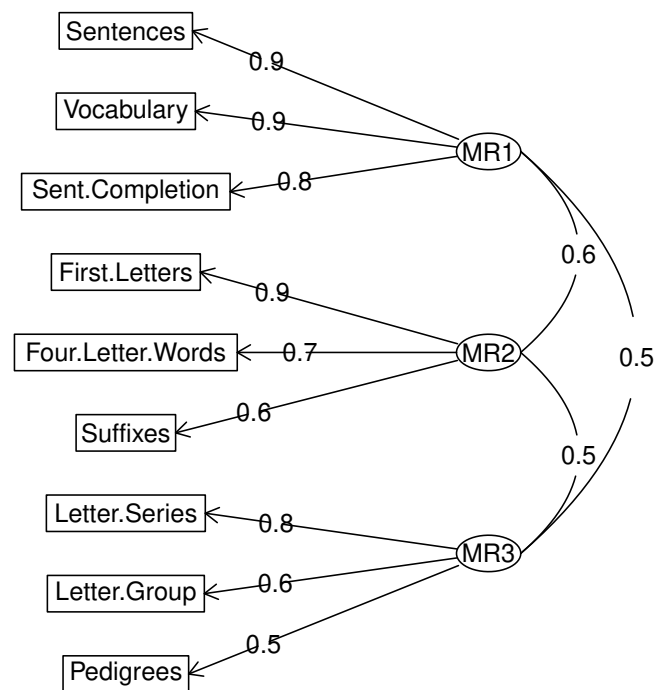 Sentences
0.9
Vocabulary
0.9
MR1
Sent.Completion
0.8
0.6
First.Letters
0.9
Four.Letter.Words
0.7
MR2
0.5
Suffixes
0.6
0.5
Letter.Series
0.8
MR3
Letter.Group
0.6
0.5
Pedigrees